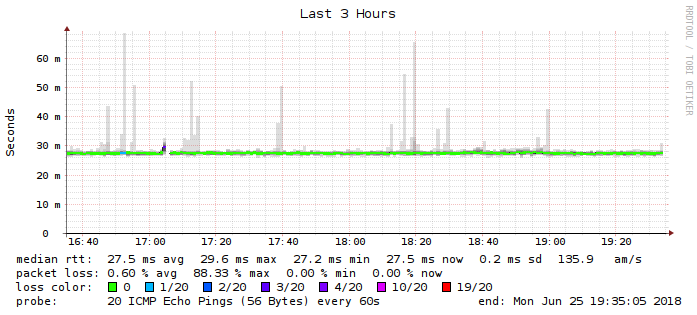 Last 3 Hours
RRDTOOL / TOBI OETIKER
Seconds
60 m
50 m
40 m
30 m
20 m
10 m
0
16:40 17:00 17:20 17:40 18:00 18:20 18:40 19:00 19:20
median rtt: 27.5 ms avg 29.6 ms max 27.2 ms min 27.5 ms now 0.2 ms sd 135.9 am/s
packet loss: 0.60 % avg 88.33 % max 0.00 % min 0.00 % now
loss color: 0 1/20 2/20 3/20 4/20 10/20 19/20
probe: 20 ICMP Echo Pings (56 Bytes) every 60s end: Mon Jun 25 19:35:05 2018